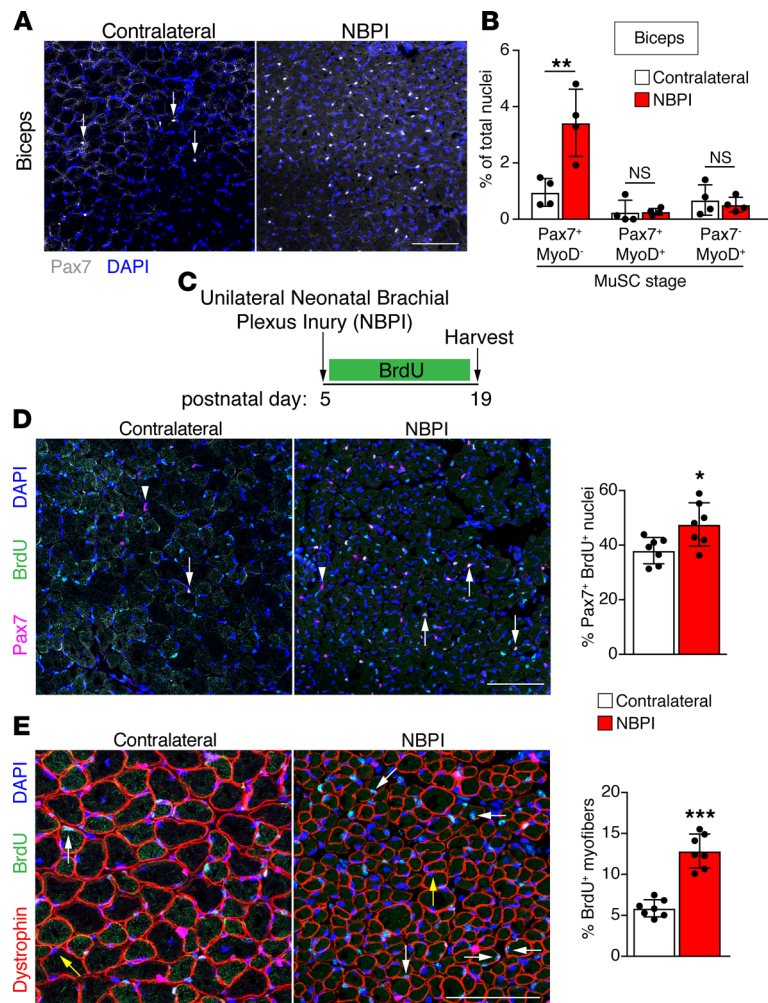 A
Contralateral
NBPI
Biceps
Pax7 DAPI
B
Biceps
Contralateral
NBPI
% of total nuclei
6
4
2
0
**
NS
NS
Pax7+ Pax7+ Pax7-
MyoD- MyoD+ MyoD+
MuSC stage
C
Unilateral Neonatal Brachial
Plexus Inury (NBPI)
Harvest
BrdU
postnatal day: 5 19
D
Contralateral
NBPI
Pax7 BrdU DAPI
% Pax7+ BrdU+ nuclei
60
40
20
0
*
Contralateral
NBPI
E
Contralateral
NBPI
Dystrophin BrdU DAPI
% BrdU+ myofibers
20
15
10
5
0
***